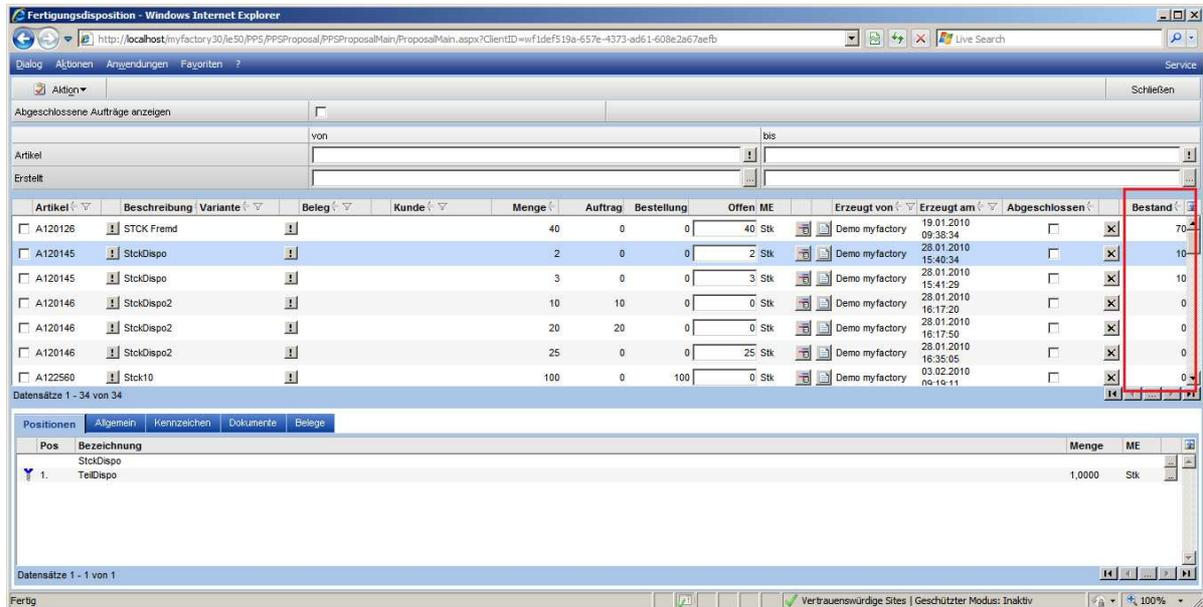 Fertigungsdisposition - Windows Internet Explorer
http://localhost/myfactory30/ie50/PPS/PPSProposal/PPSProposalMain/ProposalMain.aspx?ClientID=wf1def519a-657e-4373-ad61-608e2a67aefb Live Search
Dialog Aktionen Anwendungen Favoriten ? Service
Aktion Schließen
Abgeschlossene Aufträge anzeigen
von bis
Artikel ! !
Erstellt ... ...
Artikel Beschreibung Variante Beleg Kunde Menge Auftrag Bestellung Offen ME Erzeugt von Erzeugt am Abgeschlossen Bestand
A120126 ! STCK Fremd ! 40 0 0 40 Stk Demo myfactory 19.01.2010 09:38:34 70
A120145 ! StckDispo ! 2 0 0 2 Stk Demo myfactory 28.01.2010 15:40:34 10
A120145 ! StckDispo ! 3 0 0 3 Stk Demo myfactory 28.01.2010 15:41:29 10
A120146 ! StckDispo2 ! 10 10 0 0 Stk Demo myfactory 28.01.2010 16:17:20 0
A120146 ! StckDispo2 ! 20 20 0 0 Stk Demo myfactory 28.01.2010 16:17:50 0
A120146 ! StckDispo2 ! 25 0 0 25 Stk Demo myfactory 28.01.2010 16:35:05 0
A122560 ! Stck10 ! 100 0 100 0 Stk Demo myfactory 03.02.2010 09:19:11 0
Datensätze 1 - 34 von 34 ...
Positionen Allgemein Kennzeichen Dokumente Belege
Pos Bezeichnung Menge ME
StckDispo ...
1. TeilDispo 1,0000 Stk ...
Datensätze 1 - 1 von 1 ...
Fertig Vertrauenswürdige Sites | Geschützter Modus: Inaktiv 100%